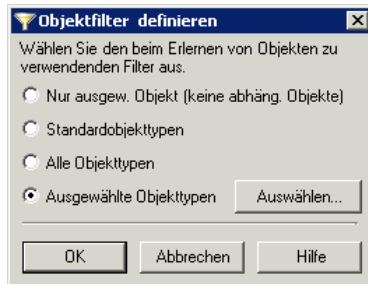 Objektfilter definieren
Wählen Sie den beim Erlernen von Objekten zu
verwendenden Filter aus.
Nur ausgew. Objekt (keine abhäng. Objekte)
Standardobjekttypen
Alle Objekttypen
Ausgewählte Objekttypen
Auswählen...
OK
Abbrechen
Hilfe